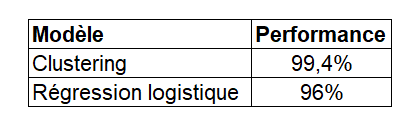 Modèle Performance
Clustering 99,4%
Régression logistique 96%